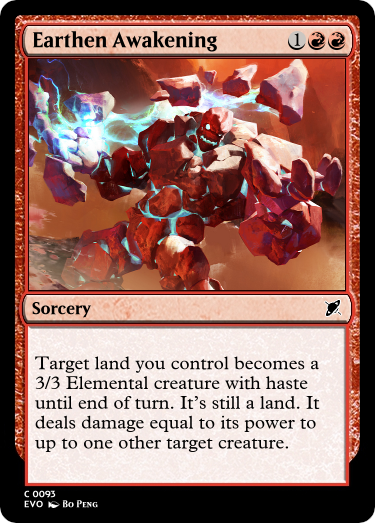 Earthen Awakening 1
Sorcery
Target land you control becomes a
3/3 Elemental creature with haste
until end of turn. It's still a land. It
deals damage equal to its power to
up to one other target creature.
C 0093
EVO Bo Peng